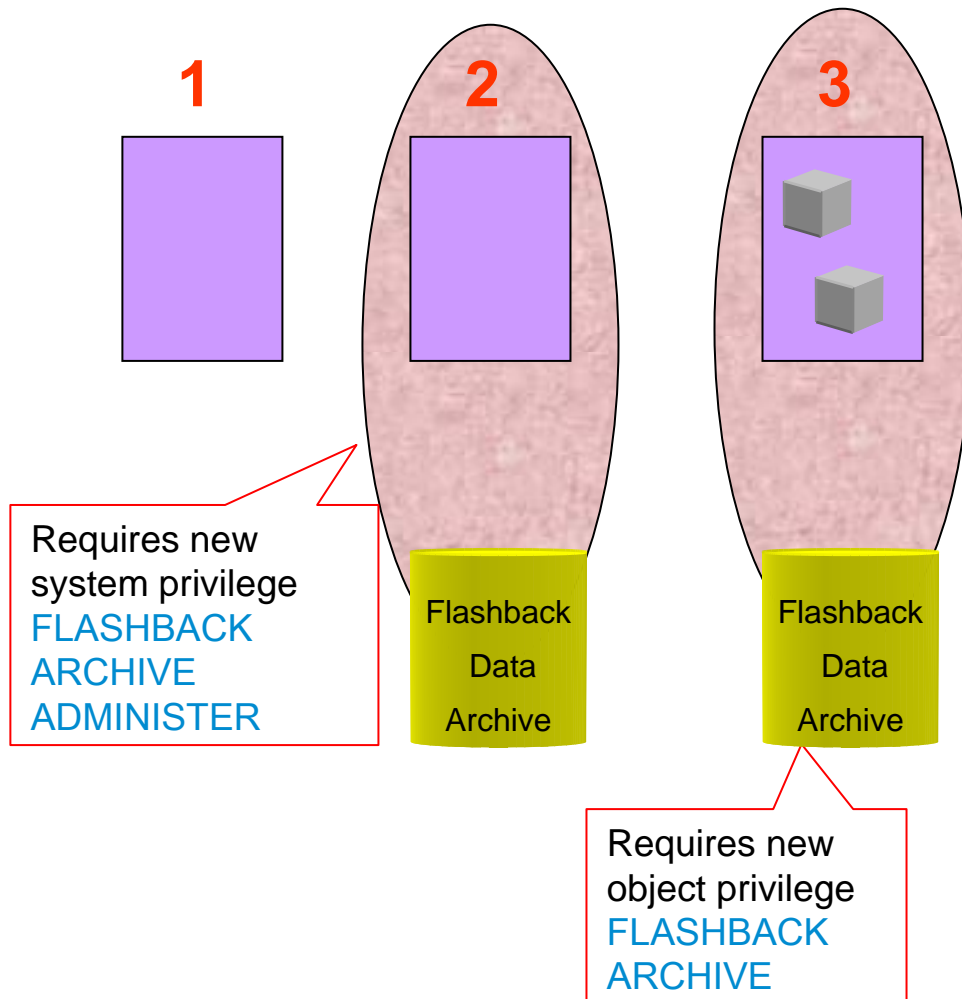 1
2
3
Requires new
system privilege
FLASHBACK
ARCHIVE
ADMINISTER
Flashback
Data
Archive
Flashback
Data
Archive
Requires new
object privilege
FLASHBACK
ARCHIVE